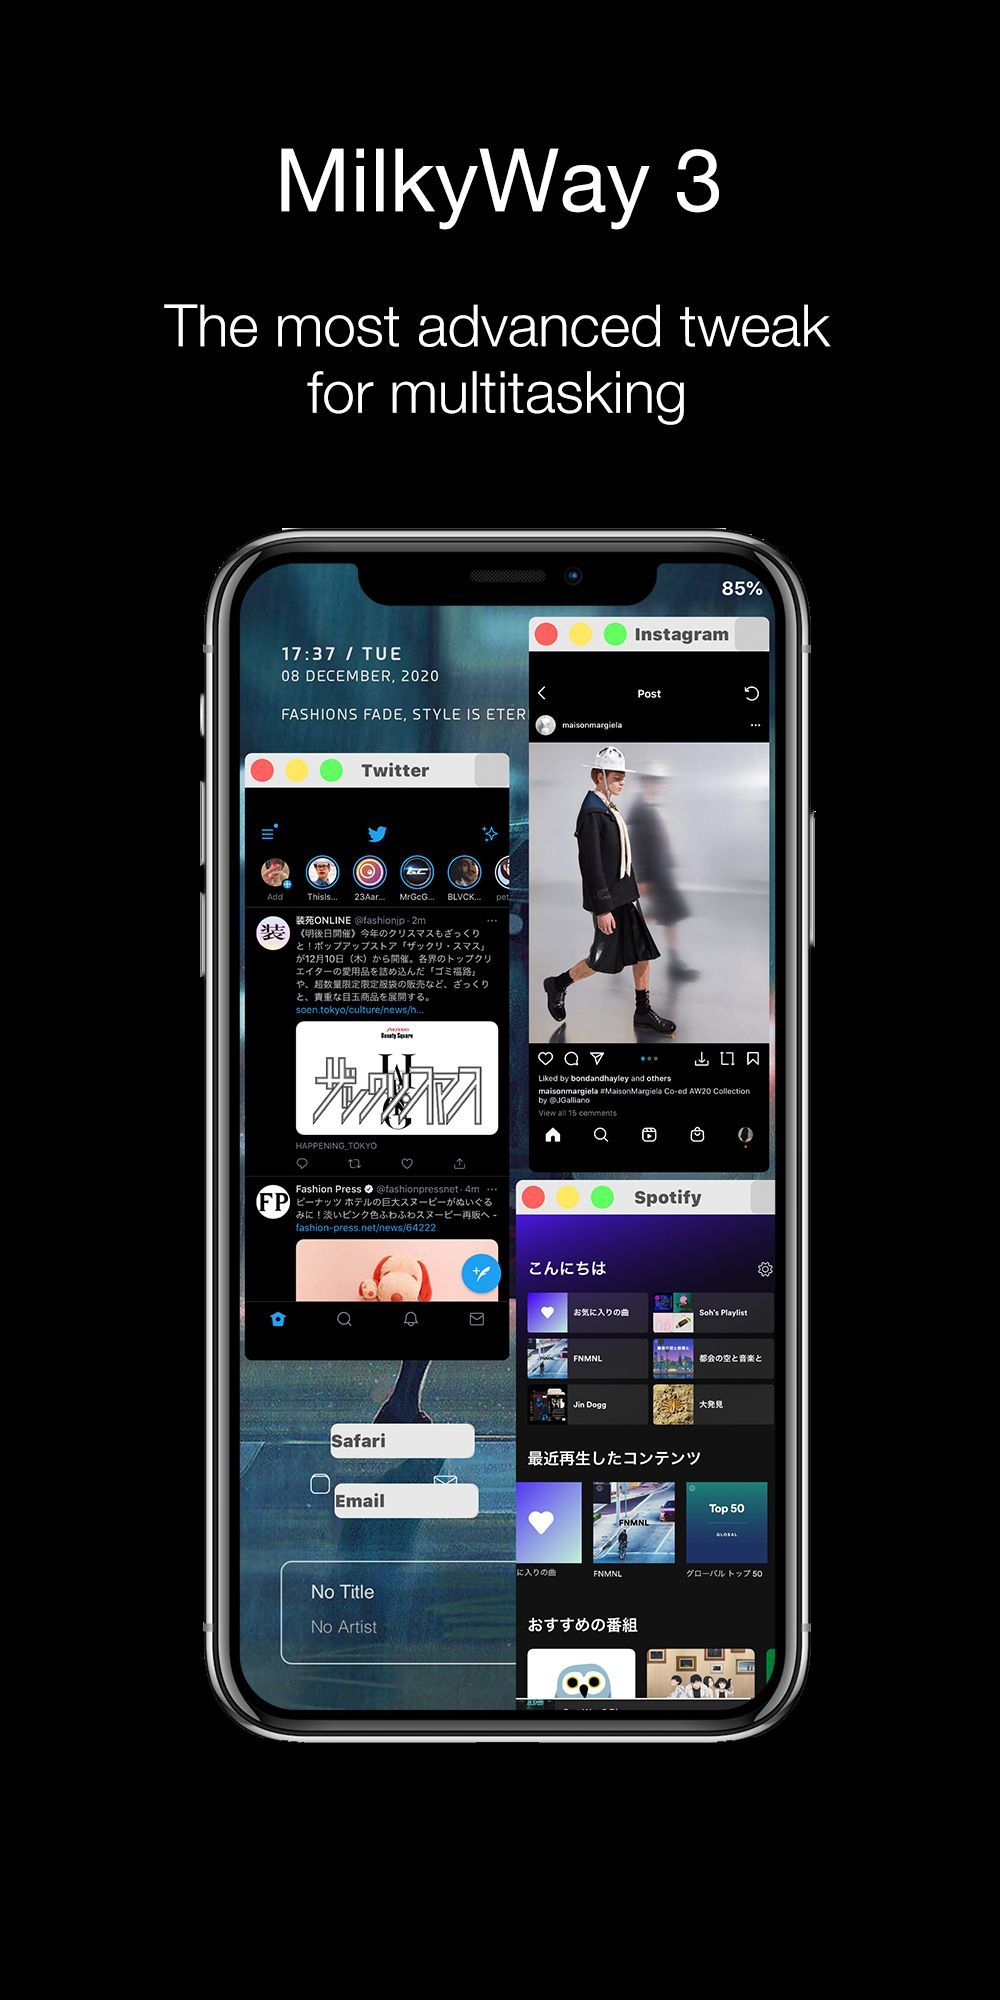 MilkyWay 3
The most advanced tweak
for multitasking
85%
17:37 / TUE
08 DECEMBER, 2020
FASHIONS FADE, STYLE IS ETER
Instagram
Post
maisonmargiela
Liked by bondandhayley and others
maisonmargiela #MaisonMargiela Co-ed AW20 Collection
by @JGalliano
View all 15 comments
Twitter
Add
ThisIs...
23Aar...
MrGcG...
BLVCK...
pet
装苑ONLINE @fashionjp · 2m
《明後日開催》今年のクリスマスもざっくり
と！ポップアップストア「ザックリ・スマス」
が12月10日（木）から開催。各界のトップクリ
エイターの愛用品を詰め込んだ「ゴミ福路」
や、超数量限定限定服袋の販売など、ざっくり
と、貴重な目玉商品を展開する。
soen.tokyo/culture/news/h...
装
SHISEIDO
Beauty Square
ザックリスマス
HAPPENING_TOKYO
FP
Fashion Press @fashionpressnet · 4m
ピーナッツ ホテルの巨大スヌーピーがぬいぐる
みに！淡いピンク色ふわふわスヌーピー再販へ -
fashion-press.net/news/64222
Spotify
こんにちは
お気に入りの曲
Soh's Playlist
FNMNL
都会の空と音楽と
Jin Dogg
大発見
最近再生したコンテンツ
FNMNL
Top 50
GLOBAL
に入りの曲
FNMNL
グローバル トップ 50
おすすめの番組
Safari
Email
No Title
No Artist